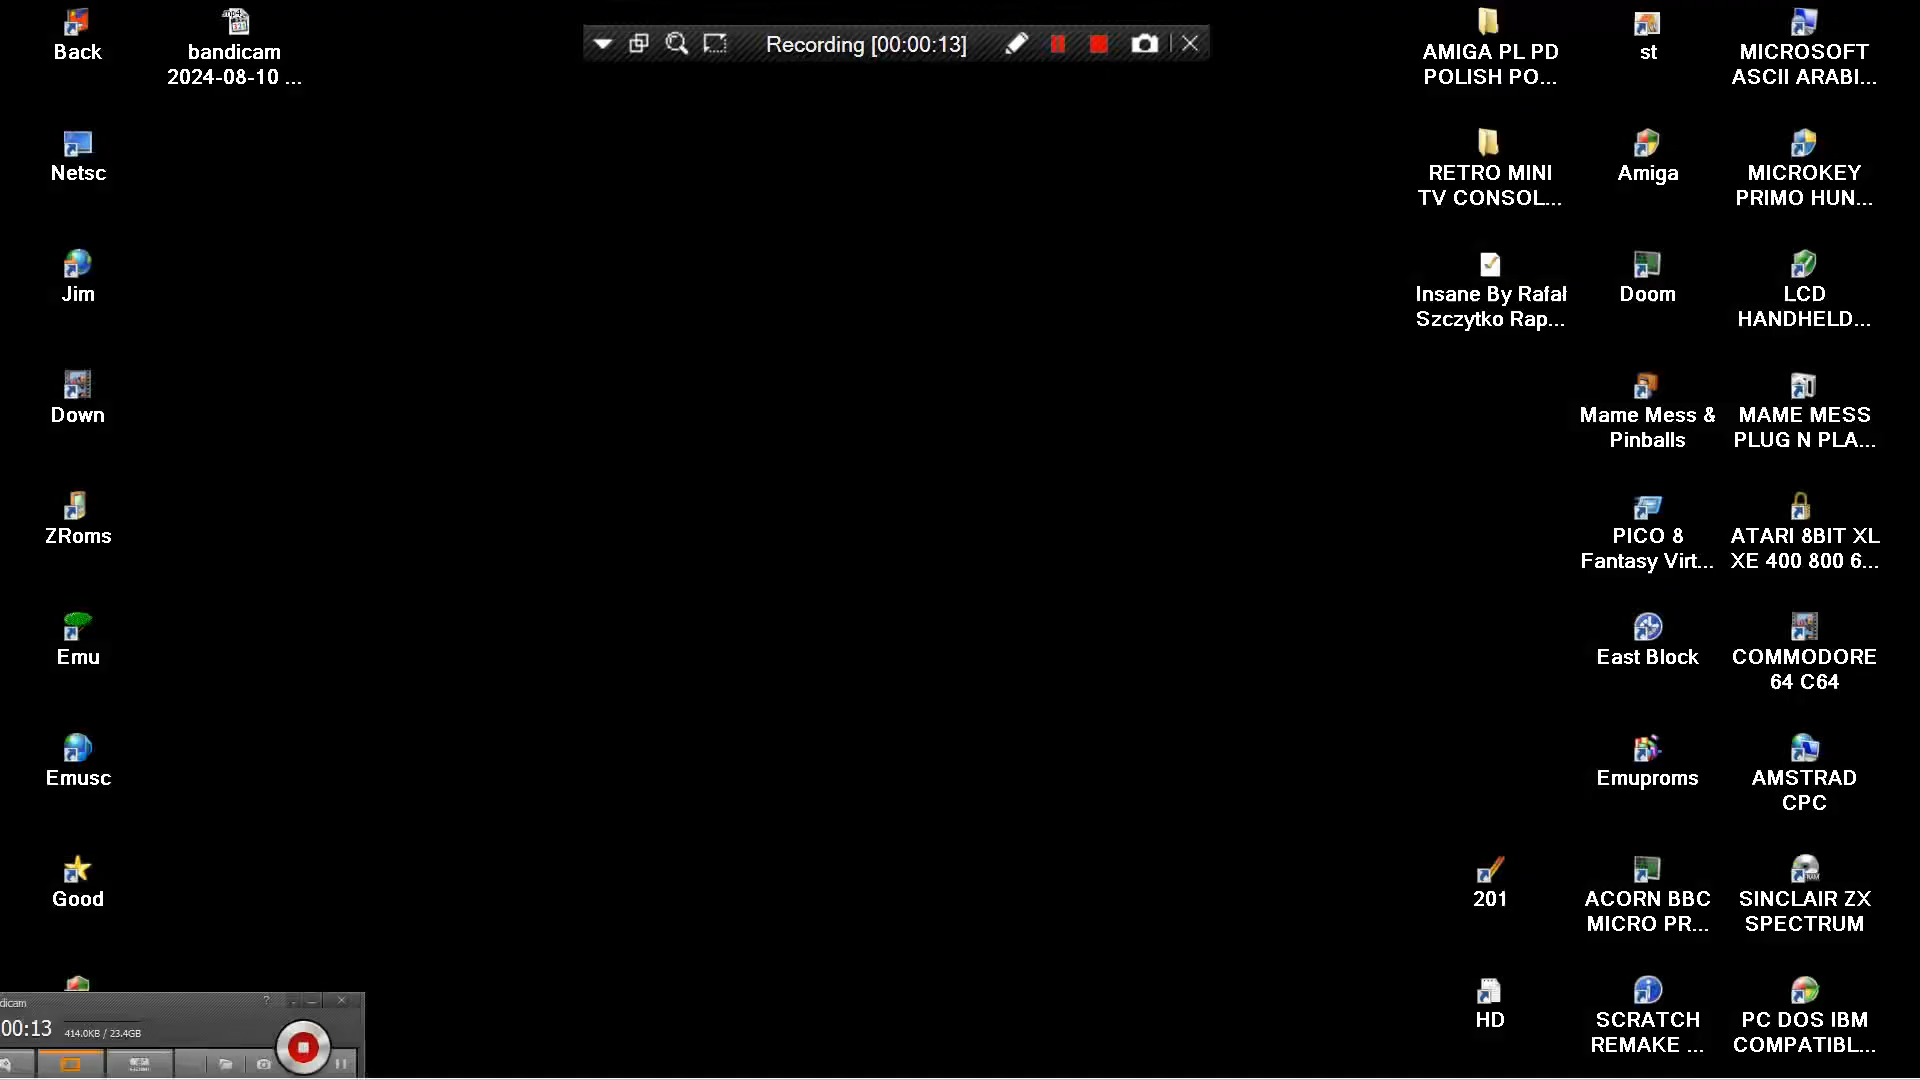 Back
bandicam
2024-08-10 ...
Recording [00:00:13]
AMIGA PL PD
POLISH PO...
st
MICROSOFT
ASCII ARABI...
Netsc
RETRO MINI
TV CONSOL...
Amiga
MICROKEY
PRIMO HUN...
Jim
Insane By Rafał
Szczytko Rap...
Doom
LCD
HANDHELD...
Down
Mame Mess &
Pinballs
MAME MESS
PLUG N PLA...
ZRoms
PICO 8
Fantasy Virt...
ATARI 8BIT XL
XE 400 800 6...
Emu
East Block
COMMODORE
64 C64
Emusc
Emuproms
AMSTRAD
CPC
Good
201
ACORN BBC
MICRO PR...
SINCLAIR ZX
SPECTRUM
HD
SCRATCH
REMAKE ...
PC DOS IBM
COMPATIBL...
dicam
00:13
414.0KB / 23.4GB